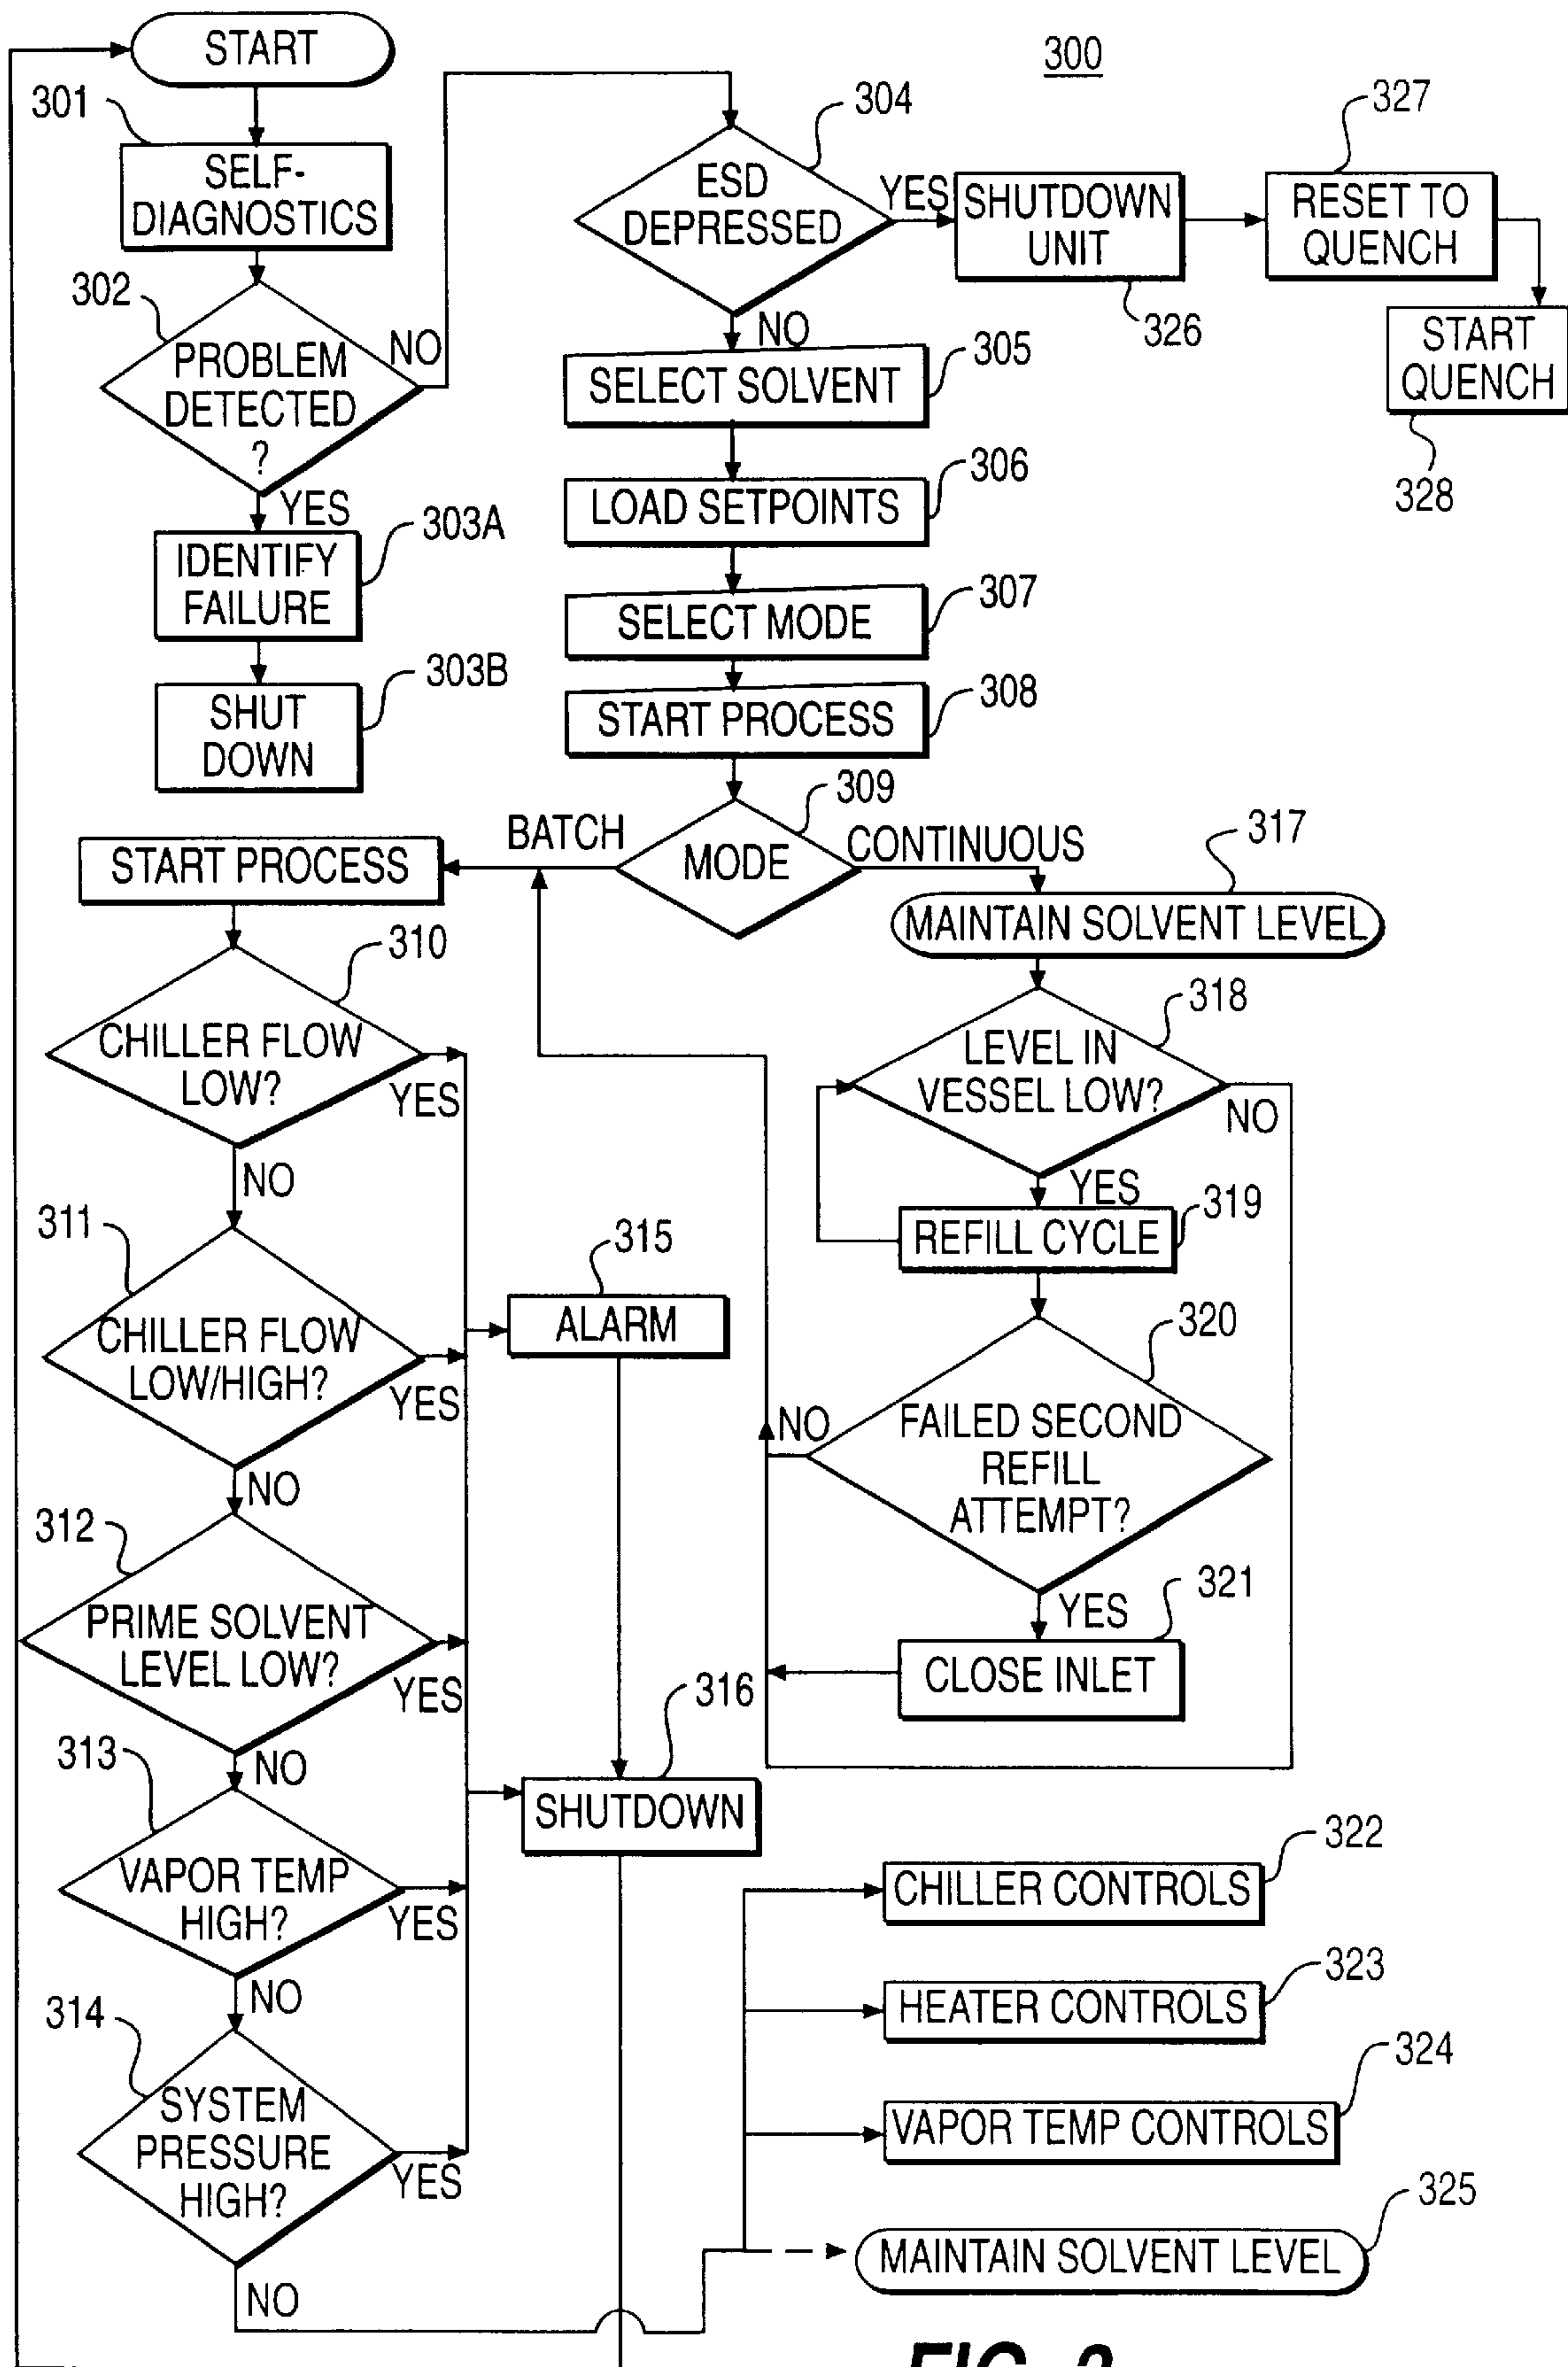 300
START
301
SELF-
DIAGNOSTICS
302
PROBLEM
DETECTED
?
NO
YES
303A
IDENTIFY
FAILURE
303B
SHUT
DOWN
304
ESD
DEPRESSED
YES
SHUTDOWN
UNIT
326
327
RESET TO
QUENCH
START
QUENCH
328
NO
305
SELECT SOLVENT
306
LOAD SETPOINTS
307
SELECT MODE
308
START PROCESS
309
MODE
BATCH
CONTINUOUS
START PROCESS
310
CHILLER FLOW
LOW?
YES
NO
311
CHILLER FLOW
LOW/HIGH?
YES
NO
312
PRIME SOLVENT
LEVEL LOW?
YES
NO
313
VAPOR TEMP
HIGH?
YES
NO
314
SYSTEM
PRESSURE
HIGH?
YES
NO
315
ALARM
316
SHUTDOWN
317
MAINTAIN SOLVENT LEVEL
318
LEVEL IN
VESSEL LOW?
NO
YES
319
REFILL CYCLE
320
FAILED SECOND
REFILL
ATTEMPT?
NO
YES
321
CLOSE INLET
322
CHILLER CONTROLS
323
HEATER CONTROLS
324
VAPOR TEMP CONTROLS
325
MAINTAIN SOLVENT LEVEL